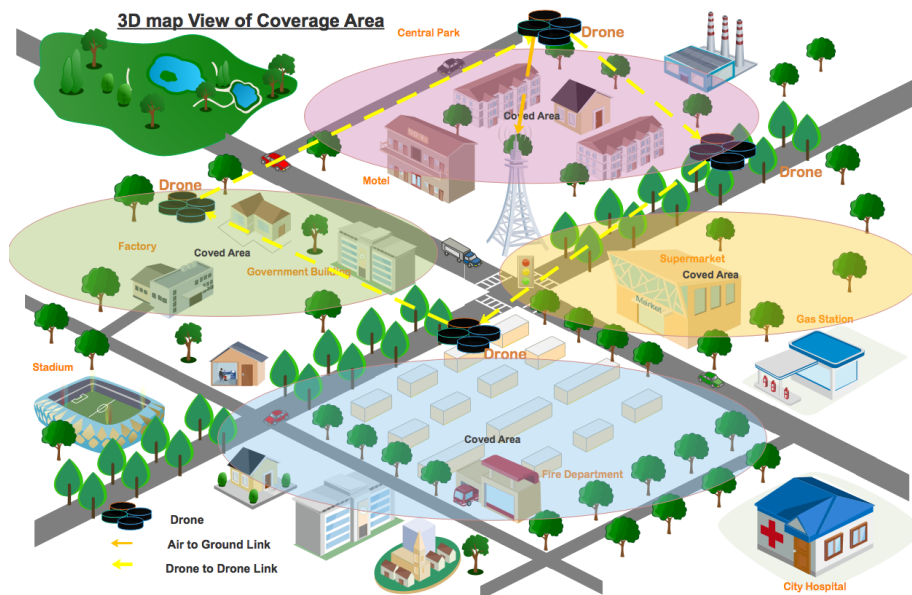 3D map View of Coverage Area
Central Park
Drone
Coved Area
Motel
Drone
Drone
Factory
Coved Area
Government Building
Supermarket
Coved Area
Market
Gas Station
Drone
Stadium
Coved Area
Fire Department
Drone
Air to Ground Link
Drone to Drone Link
City Hospital